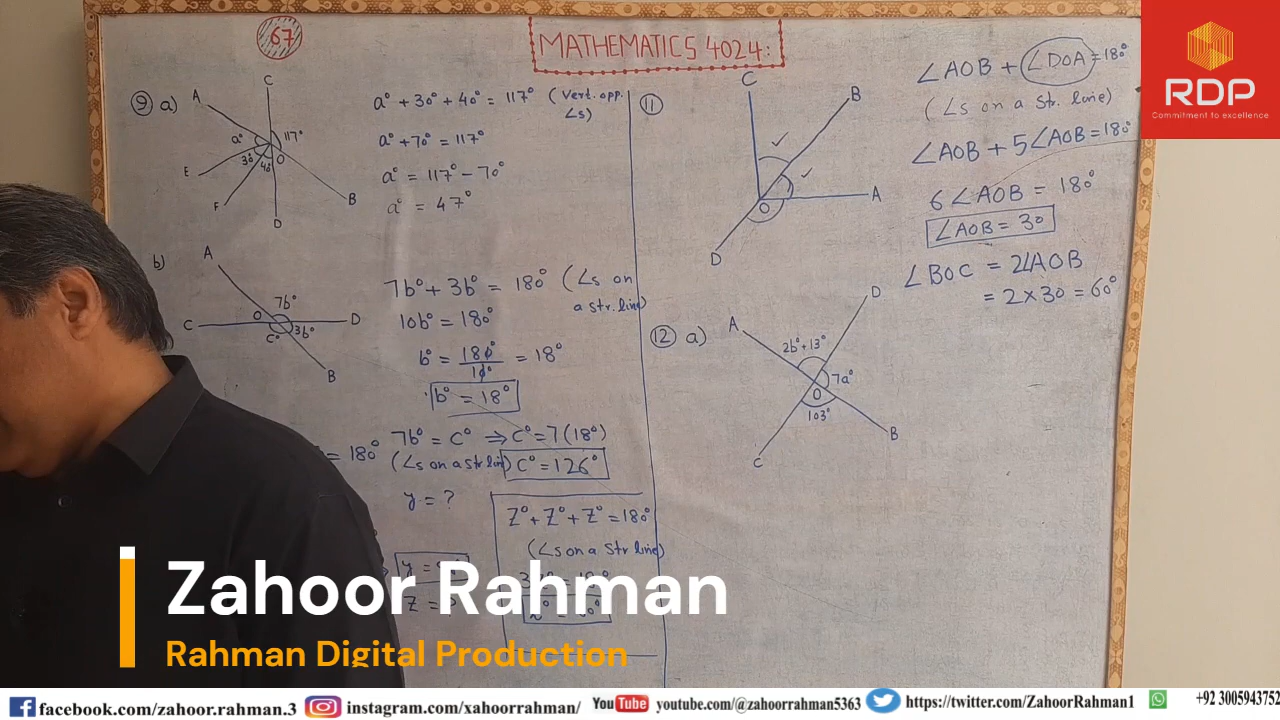 67
MATHEMATICS 4024:
RDP
Commitment to excellence
9 a)
A
C
a°
117°
30
40°
O
E
F
D
B
a° + 30° + 40° = 117° (Vert. opp. ∠s)
a° + 70° = 117°
a° = 117° - 70°
a° = 47°
b)
A
7b°
C
O
D
3b°
C°
B
7b° + 3b° = 180° (∠s on
a str. line)
10b° = 180°
b° = 180° / 10° = 18°
b° = 18°
= 180°
7b° = C° ⇒ C° = 7(18°)
(∠s on a str line) C° = 126°
y = ?
y =
Z = ?
Z° + Z° + Z° = 180°
(∠s on a str line)
11
C
B
A
O
D
∠AOB + ∠DOA = 180°
(∠s on a str. line)
∠AOB + 5∠AOB = 180°
6∠AOB = 180°
∠AOB = 30
∠BOC = 2∠AOB
= 2 × 30 = 60°
12 a)
A
D
2b° + 13°
7a°
O
103°
C
B
Zahoor Rahman
Rahman Digital Production
facebook.com/zahoor.rahman.3
instagram.com/xahoorrahman/
YouTube youtube.com/@zahoorrahman5363
https://twitter.com/ZahoorRahman1
+92 3005943752